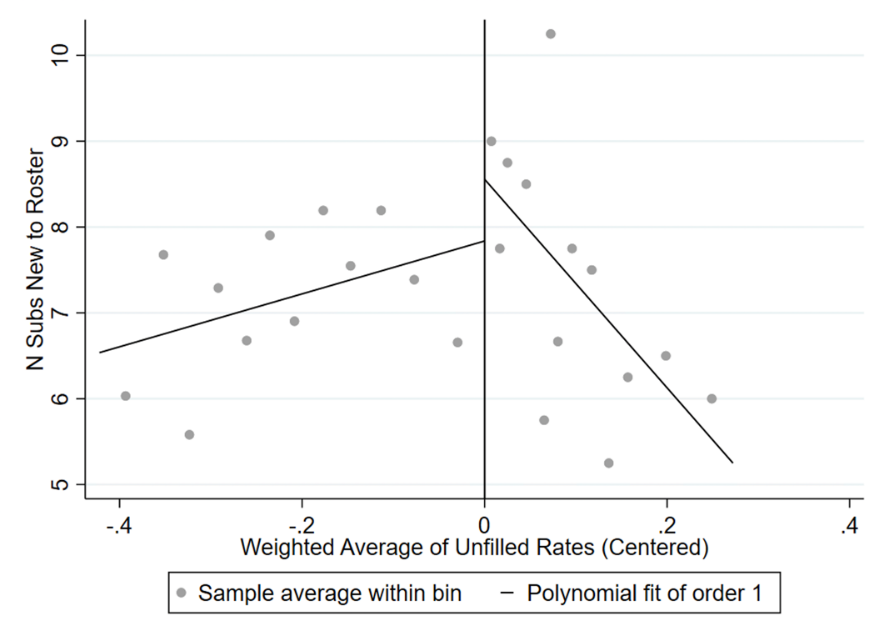 N Subs New to Roster
10
9
8
7
6
5
-.4 -.2 0 .2 .4
Weighted Average of Unfilled Rates (Centered)
Sample average within bin Polynomial fit of order 1